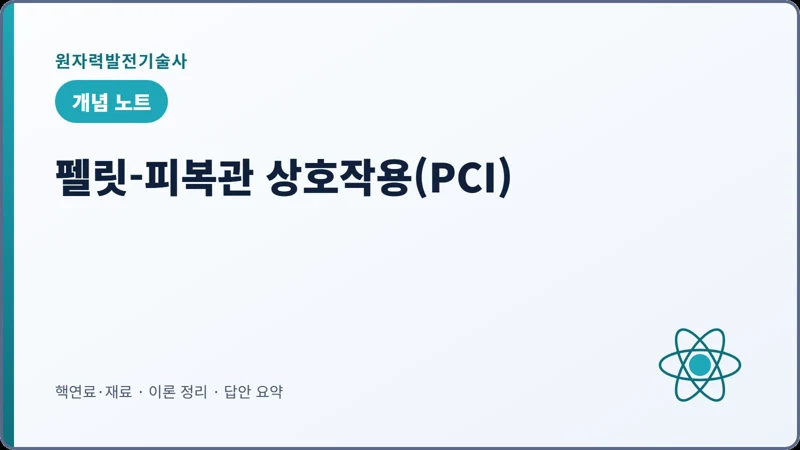 원자력발전기술사
개념 노트
펠릿-피복관 상호작용(PCI)
핵연료·재료 · 이론 정리 · 답안 요약